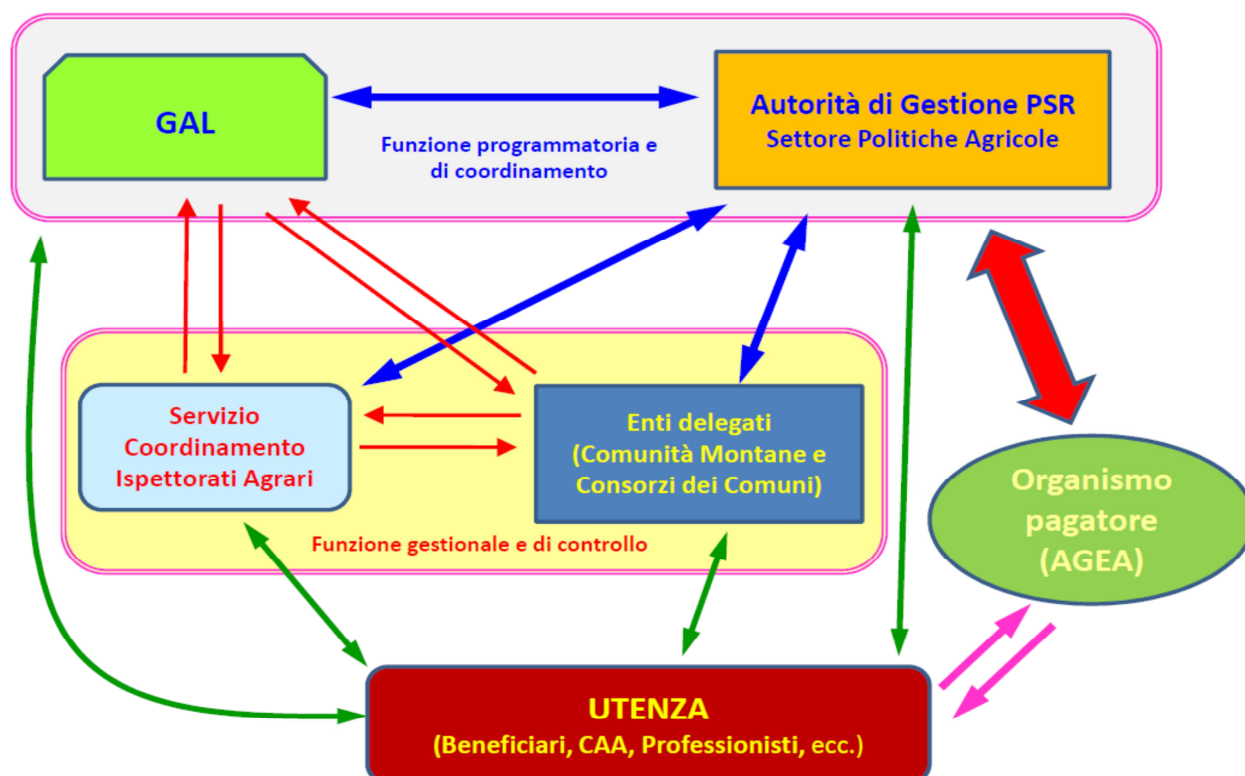 GAL
Autorità di Gestione PSR
Settore Politiche Agricole
Funzione programmatoria e
di coordinamento
Servizio
Coordinamento
Ispettorati Agrari
Enti delegati
(Comunità Montane e
Consorzi dei Comuni)
Funzione gestionale e di controllo
Organismo
pagatore
(AGEA)
UTENZA
(Beneficiari, CAA, Professionisti, ecc.)